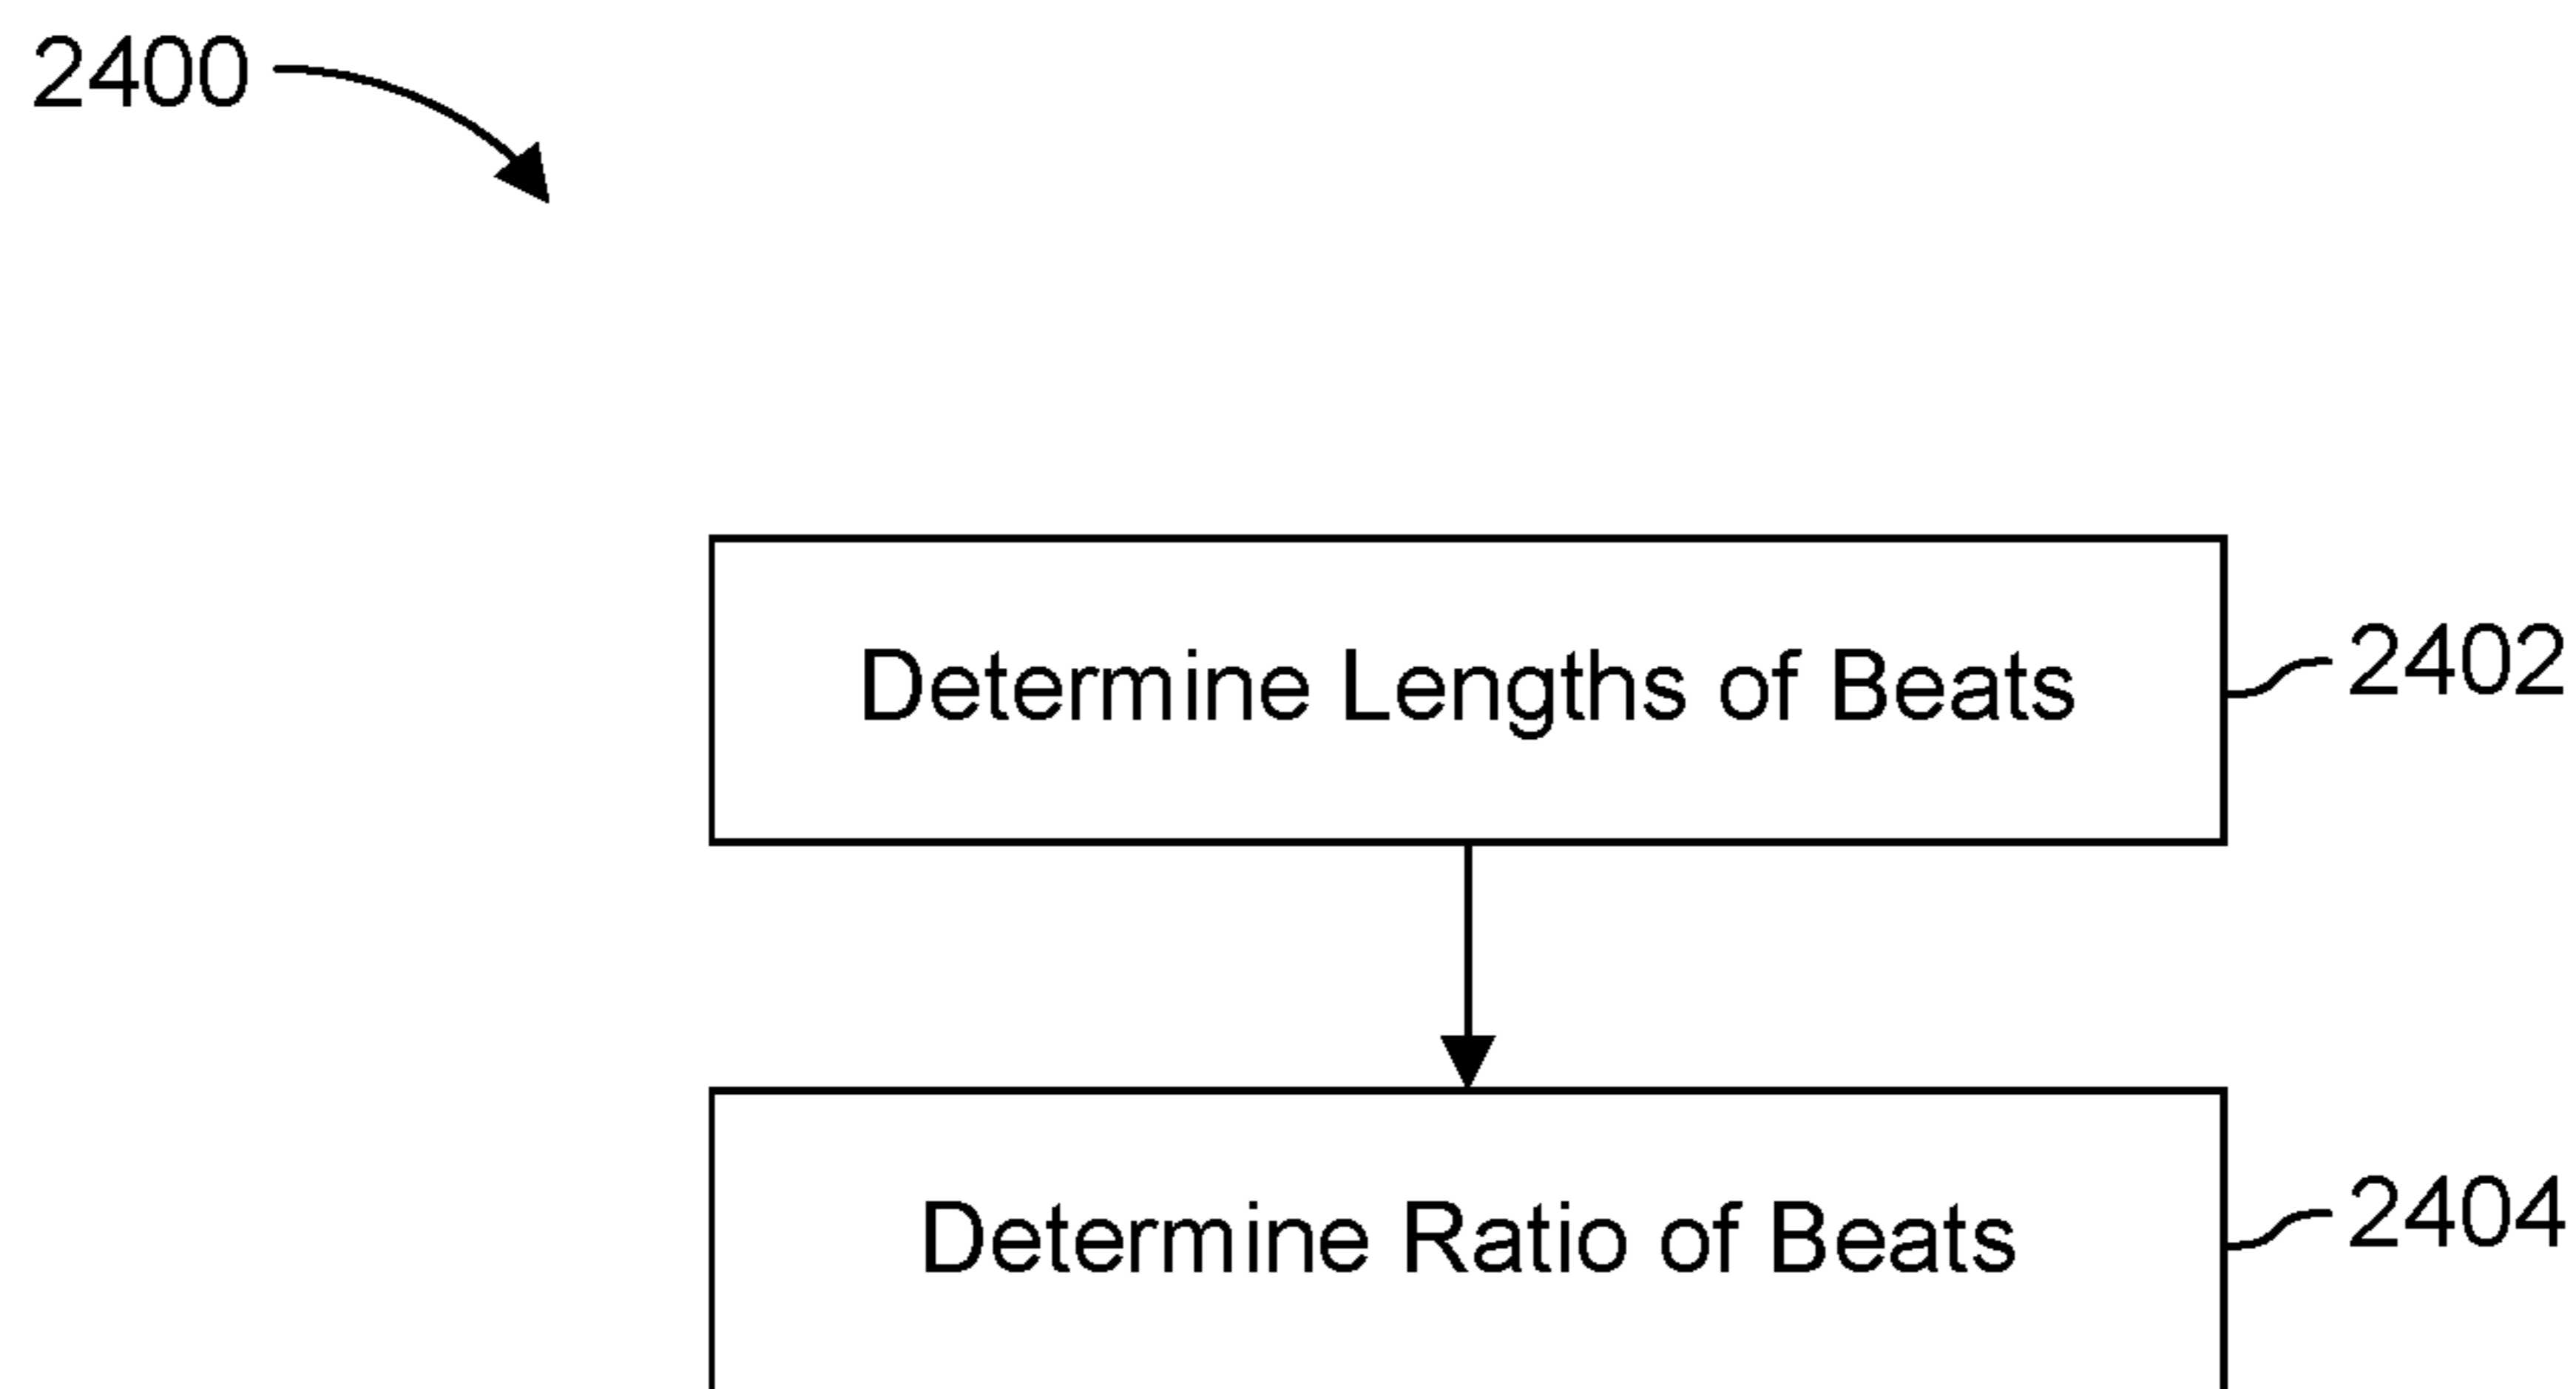 2400
Determine Lengths of Beats
2402
Determine Ratio of Beats
2404